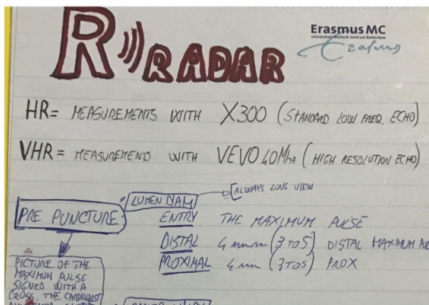 Erasmus MC
R RADAR
HR = MEASUREMENTS WITH X300 (STANDARD LOW FREQ. ECHO)
VHR = MEASUREMENTS WITH VEVO 40MHz (HIGH RESOLUTION ECHO)
ALWAYS LONG VIEW
LUMEN DIAM
PRE PUNCTURE
ENTRY THE MAXIMUM PULSE
DISTAL 4 mm (3 TO 5) DISTAL MAXIMUM
PROXIMAL 4 mm (3 TO 5) PROX
PICTURE OF THE
MAXIMUM PULSE
SIGNED WITH A
CROSS. THE